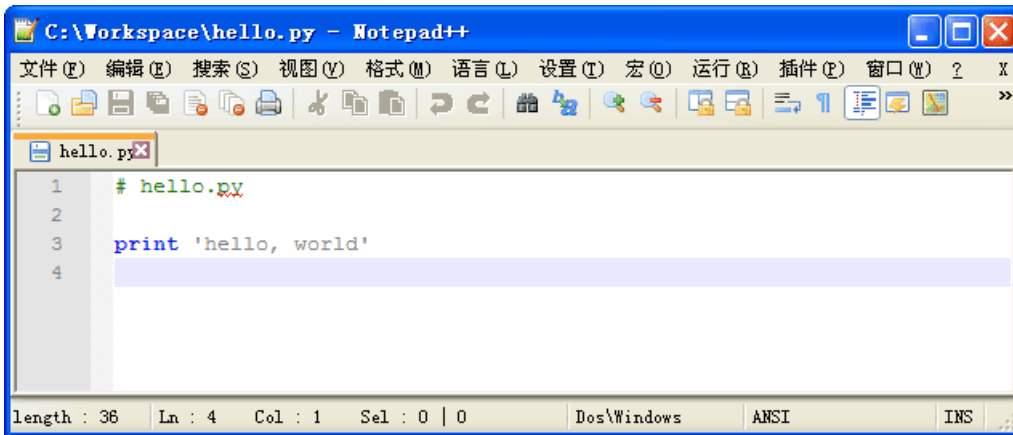 C:\Workspace\hello.py - Notepad++
文件(F) 编辑(E) 搜索(S) 视图(V) 格式(M) 语言(L) 设置(T) 宏(O) 运行(R) 插件(P) 窗口(W) ? X
hello.py
1 # hello.py
2
3 print 'hello, world'
4
length : 36 Ln : 4 Col : 1 Sel : 0 | 0 Dos\Windows ANSI INS